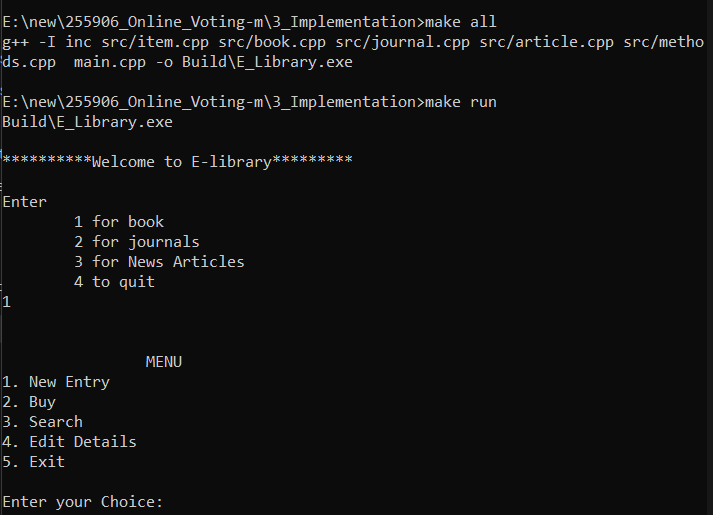 E:\new\255906_Online_Voting-m\3_Implementation>make all
g++ -I inc src/item.cpp src/book.cpp src/journal.cpp src/article.cpp src/metho
ds.cpp  main.cpp -o Build\E_Library.exe
E:\new\255906_Online_Voting-m\3_Implementation>make run
Build\E_Library.exe
**********Welcome to E-library*********
Enter
1 for book
2 for journals
3 for News Articles
4 to quit
1
MENU
1. New Entry
2. Buy
3. Search
4. Edit Details
5. Exit
Enter your Choice: